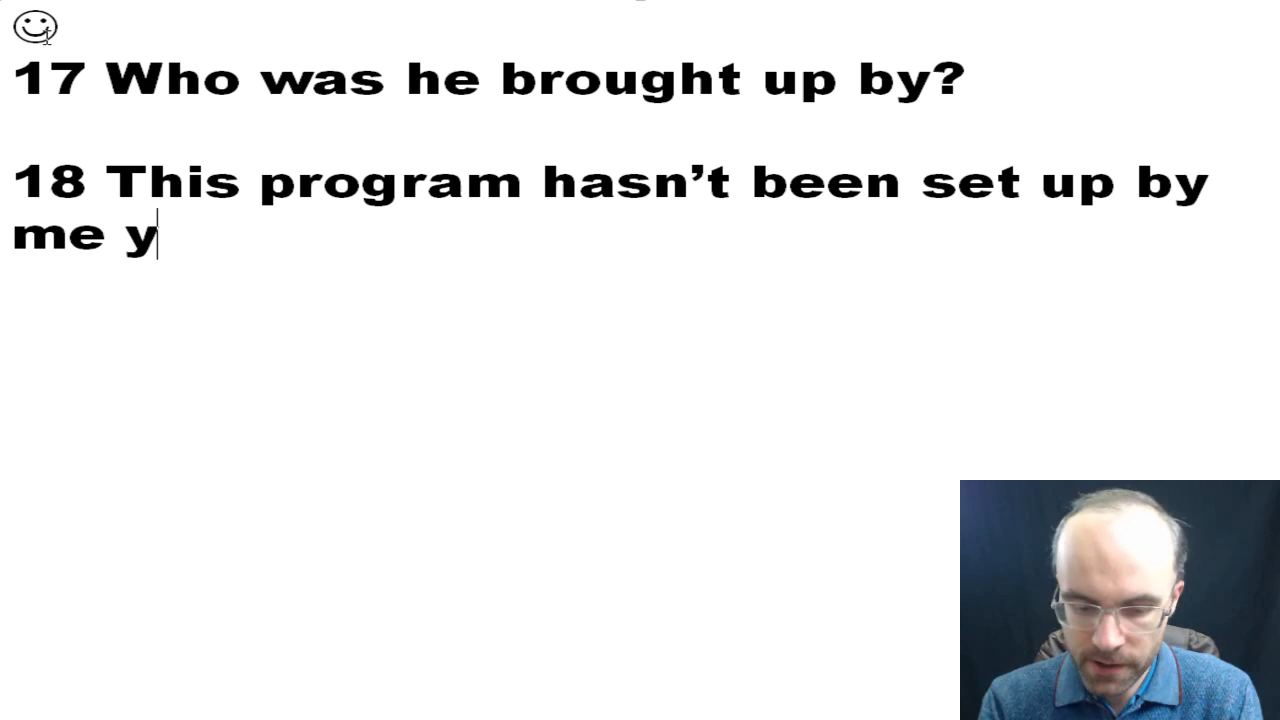 17 Who was he brought up by?
18 This program hasn’t been set up by
me y